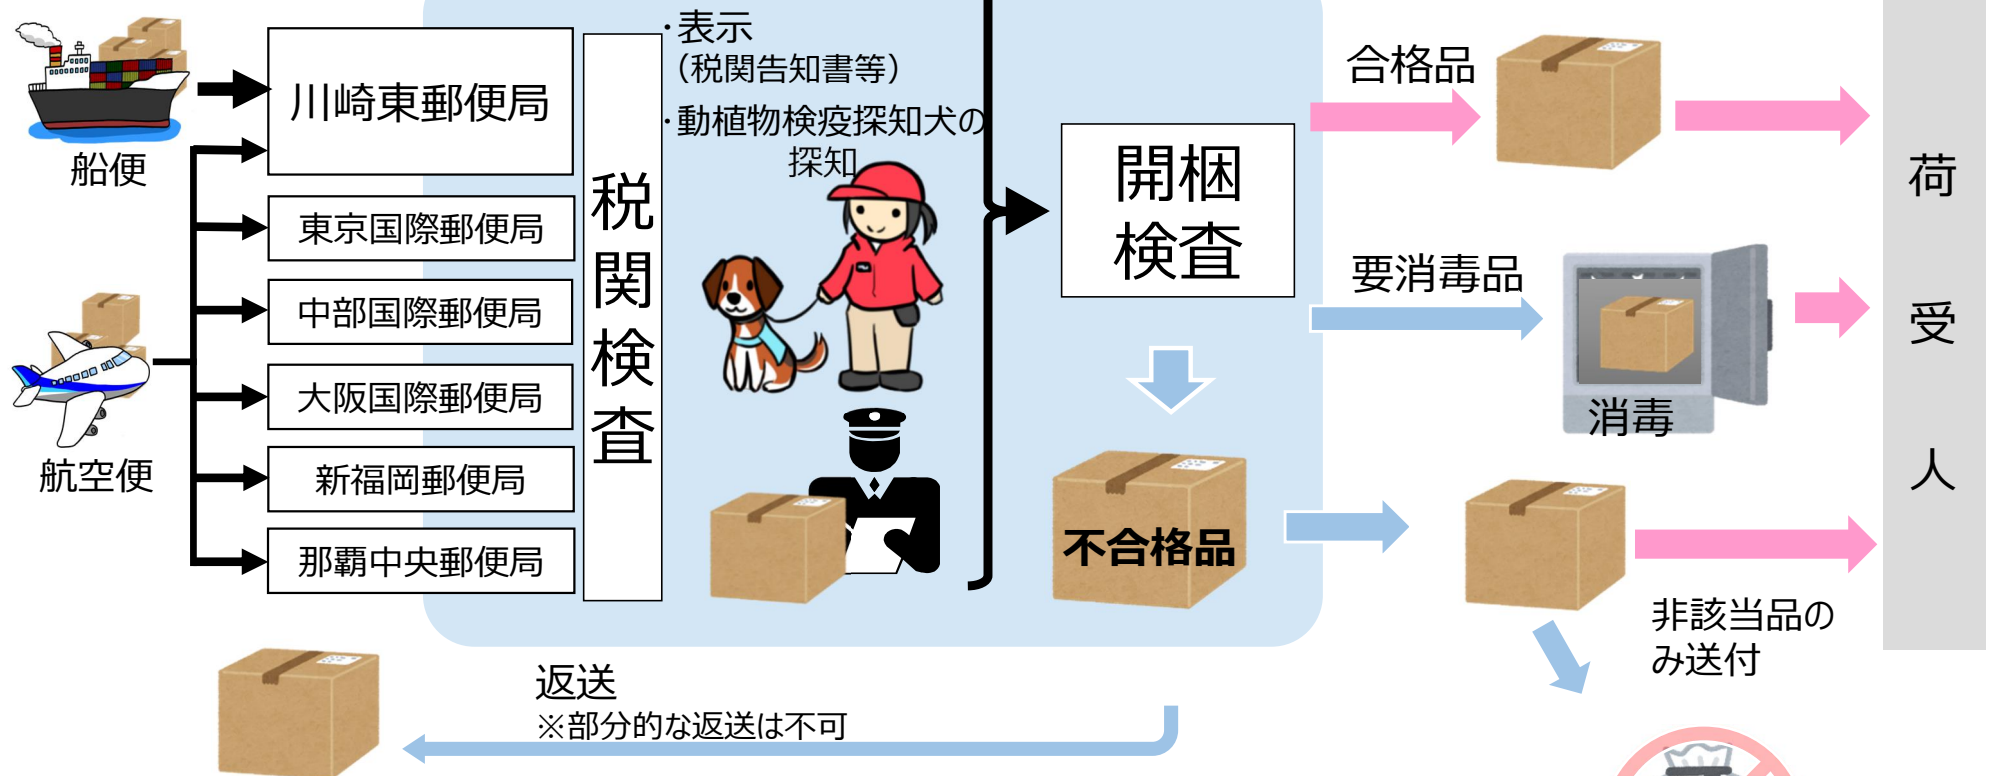 船便
航空便
川崎東郵便局
東京国際郵便局
中部国際郵便局
大阪国際郵便局
新福岡郵便局
那覇中央郵便局
税関検査
・表示
（税関告知書等）
・動植物検疫探知犬の
探知
開梱
検査
不合格品
合格品
要消毒品
消毒
非該当品の
み送付
荷受人
返送
※部分的な返送は不可